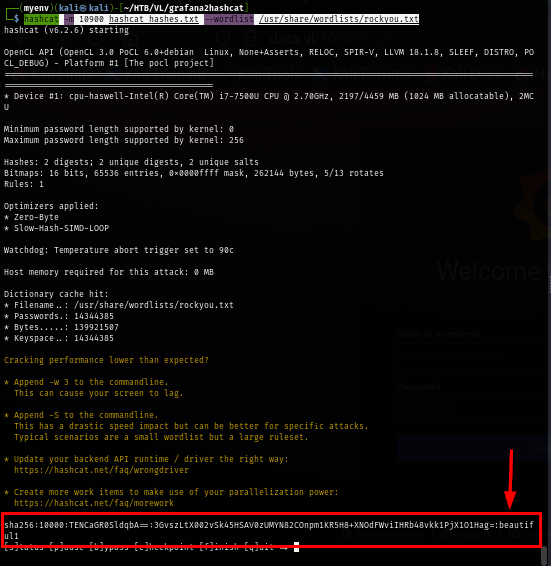 ┌──(myenv)(kali㉿kali)-[~/HTB/VL/grafana2hashcat]
└─$ hashcat -m 10900 hashcat_hashes.txt --wordlist /usr/share/wordlists/rockyou.txt
hashcat (v6.2.6) starting
OpenCL API (OpenCL 3.0 PoCL 6.0+debian  Linux, None+Asserts, RELOC, SPIR-V, LLVM 18.1.8, SLEEF, DISTRO, PO
CL_DEBUG) - Platform #1 [The pocl project]
* Device #1: cpu-haswell-Intel(R) Core(TM) i7-7500U CPU @ 2.70GHz, 2197/4459 MB (1024 MB allocatable), 2MC
U
Minimum password length supported by kernel: 0
Maximum password length supported by kernel: 256
Hashes: 2 digests; 2 unique digests, 2 unique salts
Bitmaps: 16 bits, 65536 entries, 0x0000ffff mask, 262144 bytes, 5/13 rotates
Rules: 1
Optimizers applied:
* Zero-Byte
* Slow-Hash-SIMD-LOOP
Watchdog: Temperature abort trigger set to 90c
Host memory required for this attack: 0 MB
Dictionary cache hit:
* Filename..: /usr/share/wordlists/rockyou.txt
* Passwords.: 14344385
* Bytes.....: 139921507
* Keyspace..: 14344385
Cracking performance lower than expected?
* Append -w 3 to the commandline.
This can cause your screen to lag.
* Append -S to the commandline.
This has a drastic speed impact but can be better for specific attacks.
Typical scenarios are a small wordlist but a large ruleset.
* Update your backend API runtime / driver the right way:
https://hashcat.net/faq/wrongdriver
* Create more work items to make use of your parallelization power:
https://hashcat.net/faq/morework
sha256:10000:TENCaGR0SldqbA==:3GvszLtX002vSk45HSAV0zUMYN82COnpm1KR5H8+XNOdFWviIHRb48vkk1PjX1O1Hag=:beautif
ul1
[s]tatus [p]ause [b]ypass [c]heckpoint [f]inish [q]uit =>